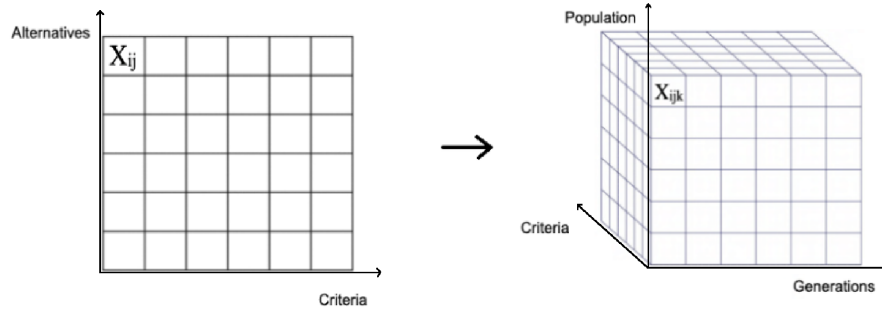 Alternatives
Xij
Criteria
Population
Xijk
Criteria
Generations